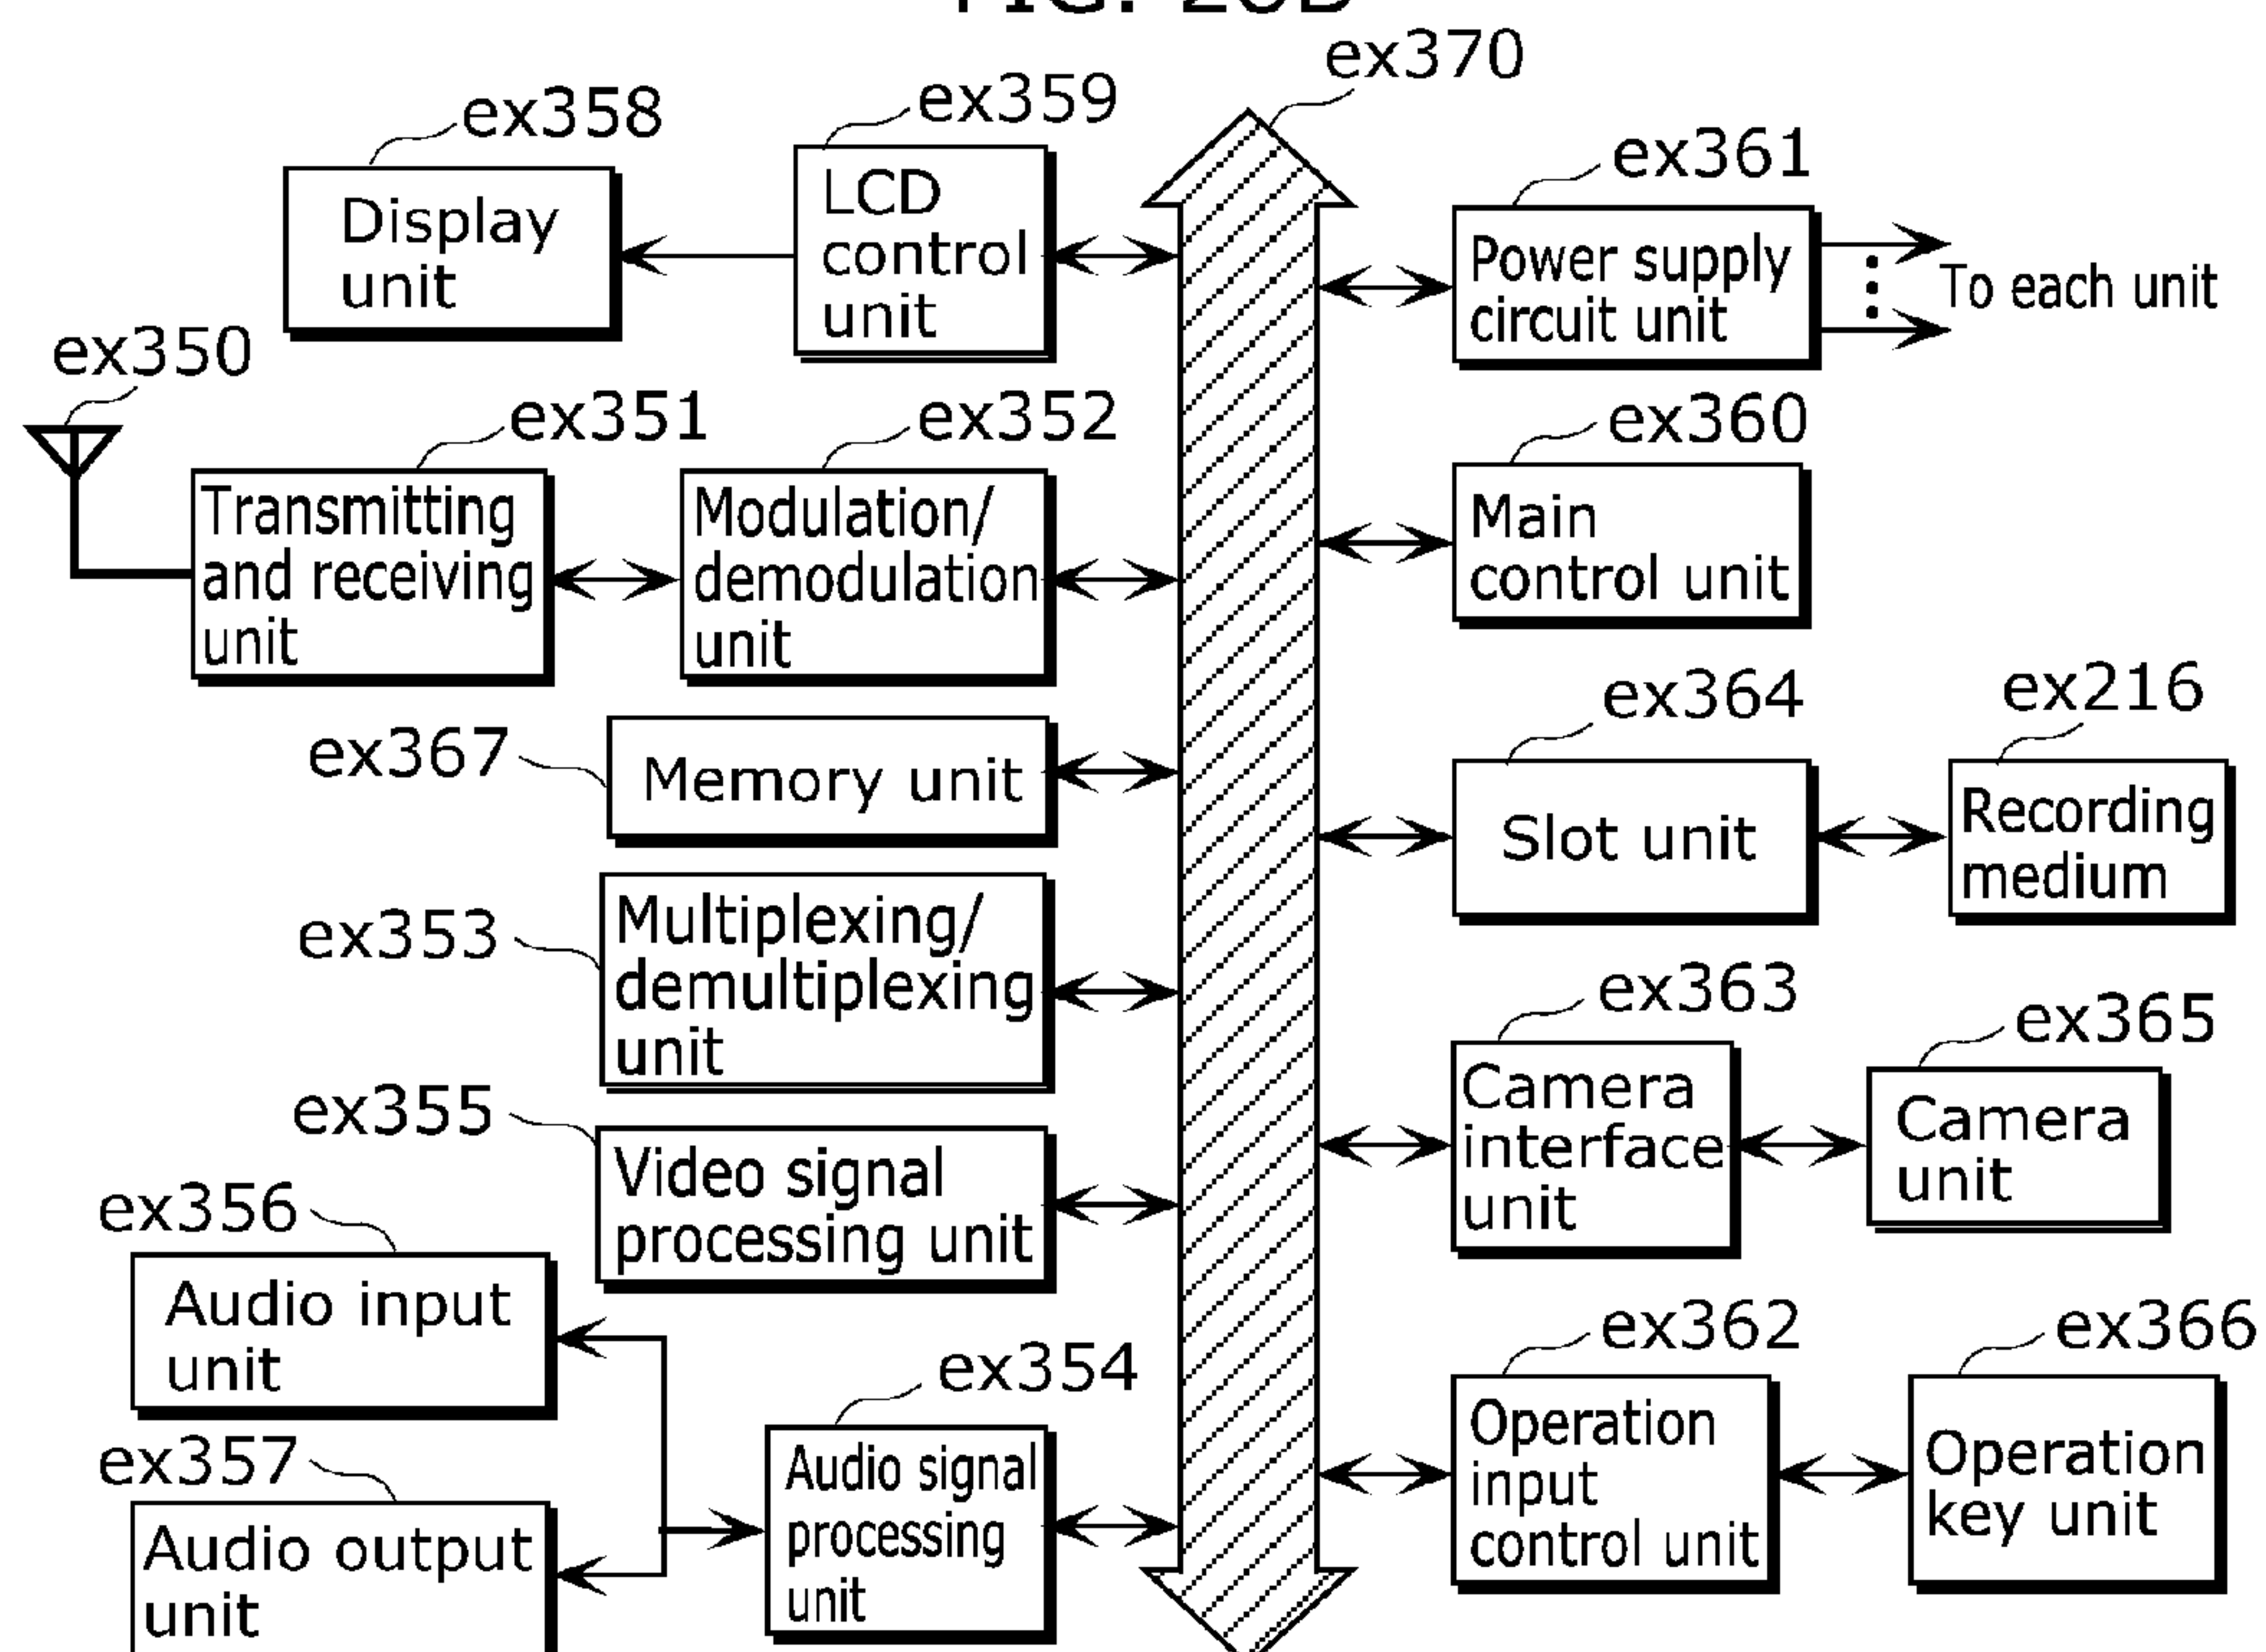 ex370
ex358
ex359
ex361
Display
unit
LCD
control
unit
Power supply
circuit unit
To each unit
ex350
ex351
ex352
ex360
Transmitting
and receiving
unit
Modulation/
demodulation
unit
Main
control unit
ex367
Memory unit
ex364
ex216
Slot unit
Recording
medium
ex353
Multiplexing/
demultiplexing
unit
ex363
ex365
Camera
interface
unit
Camera
unit
ex355
Video signal
processing unit
ex356
Audio input
unit
ex354
ex362
ex366
ex357
Audio output
unit
Audio signal
processing
unit
Operation
input
control unit
Operation
key unit